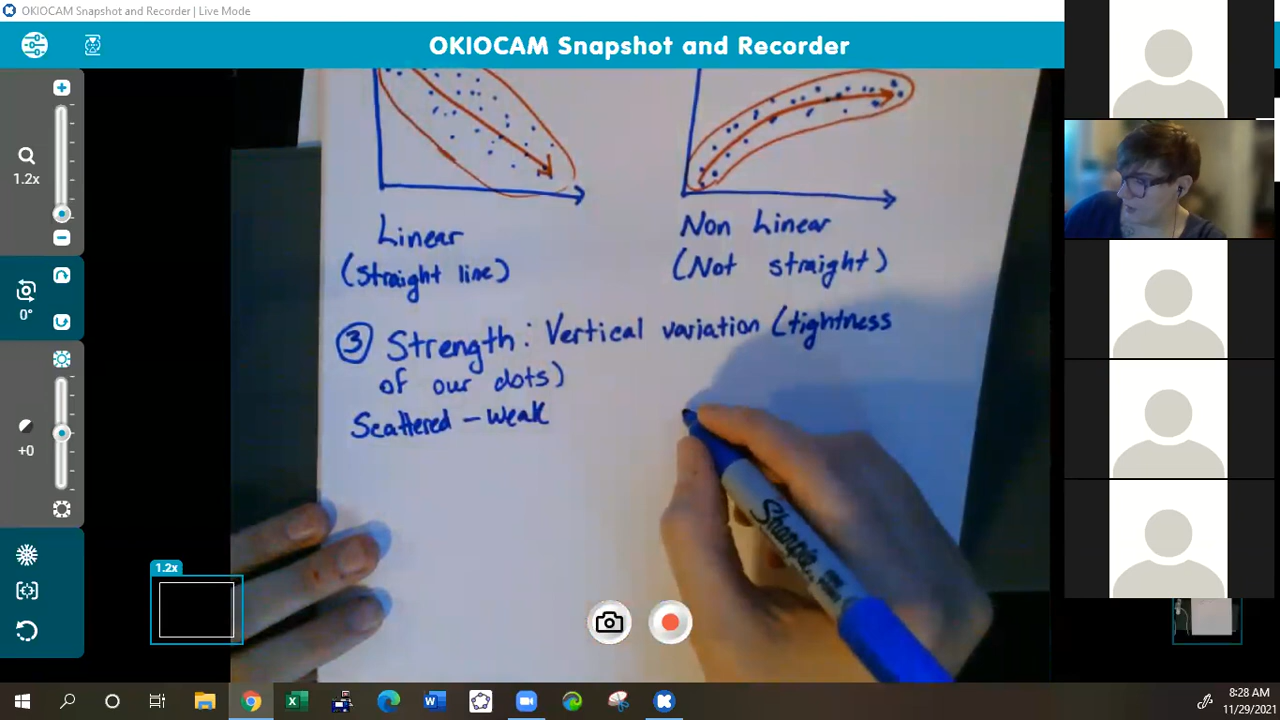 OKIOCAM Snapshot and Recorder | Live Mode
OKIOCAM Snapshot and Recorder
1.2x
0°
+0
1.2x
Linear
(Straight line)
Non Linear
(Not straight)
3 Strength: Vertical variation (tightness
of our dots)
Scattered - Weak
Sharpie
8:28 AM
11/29/2021